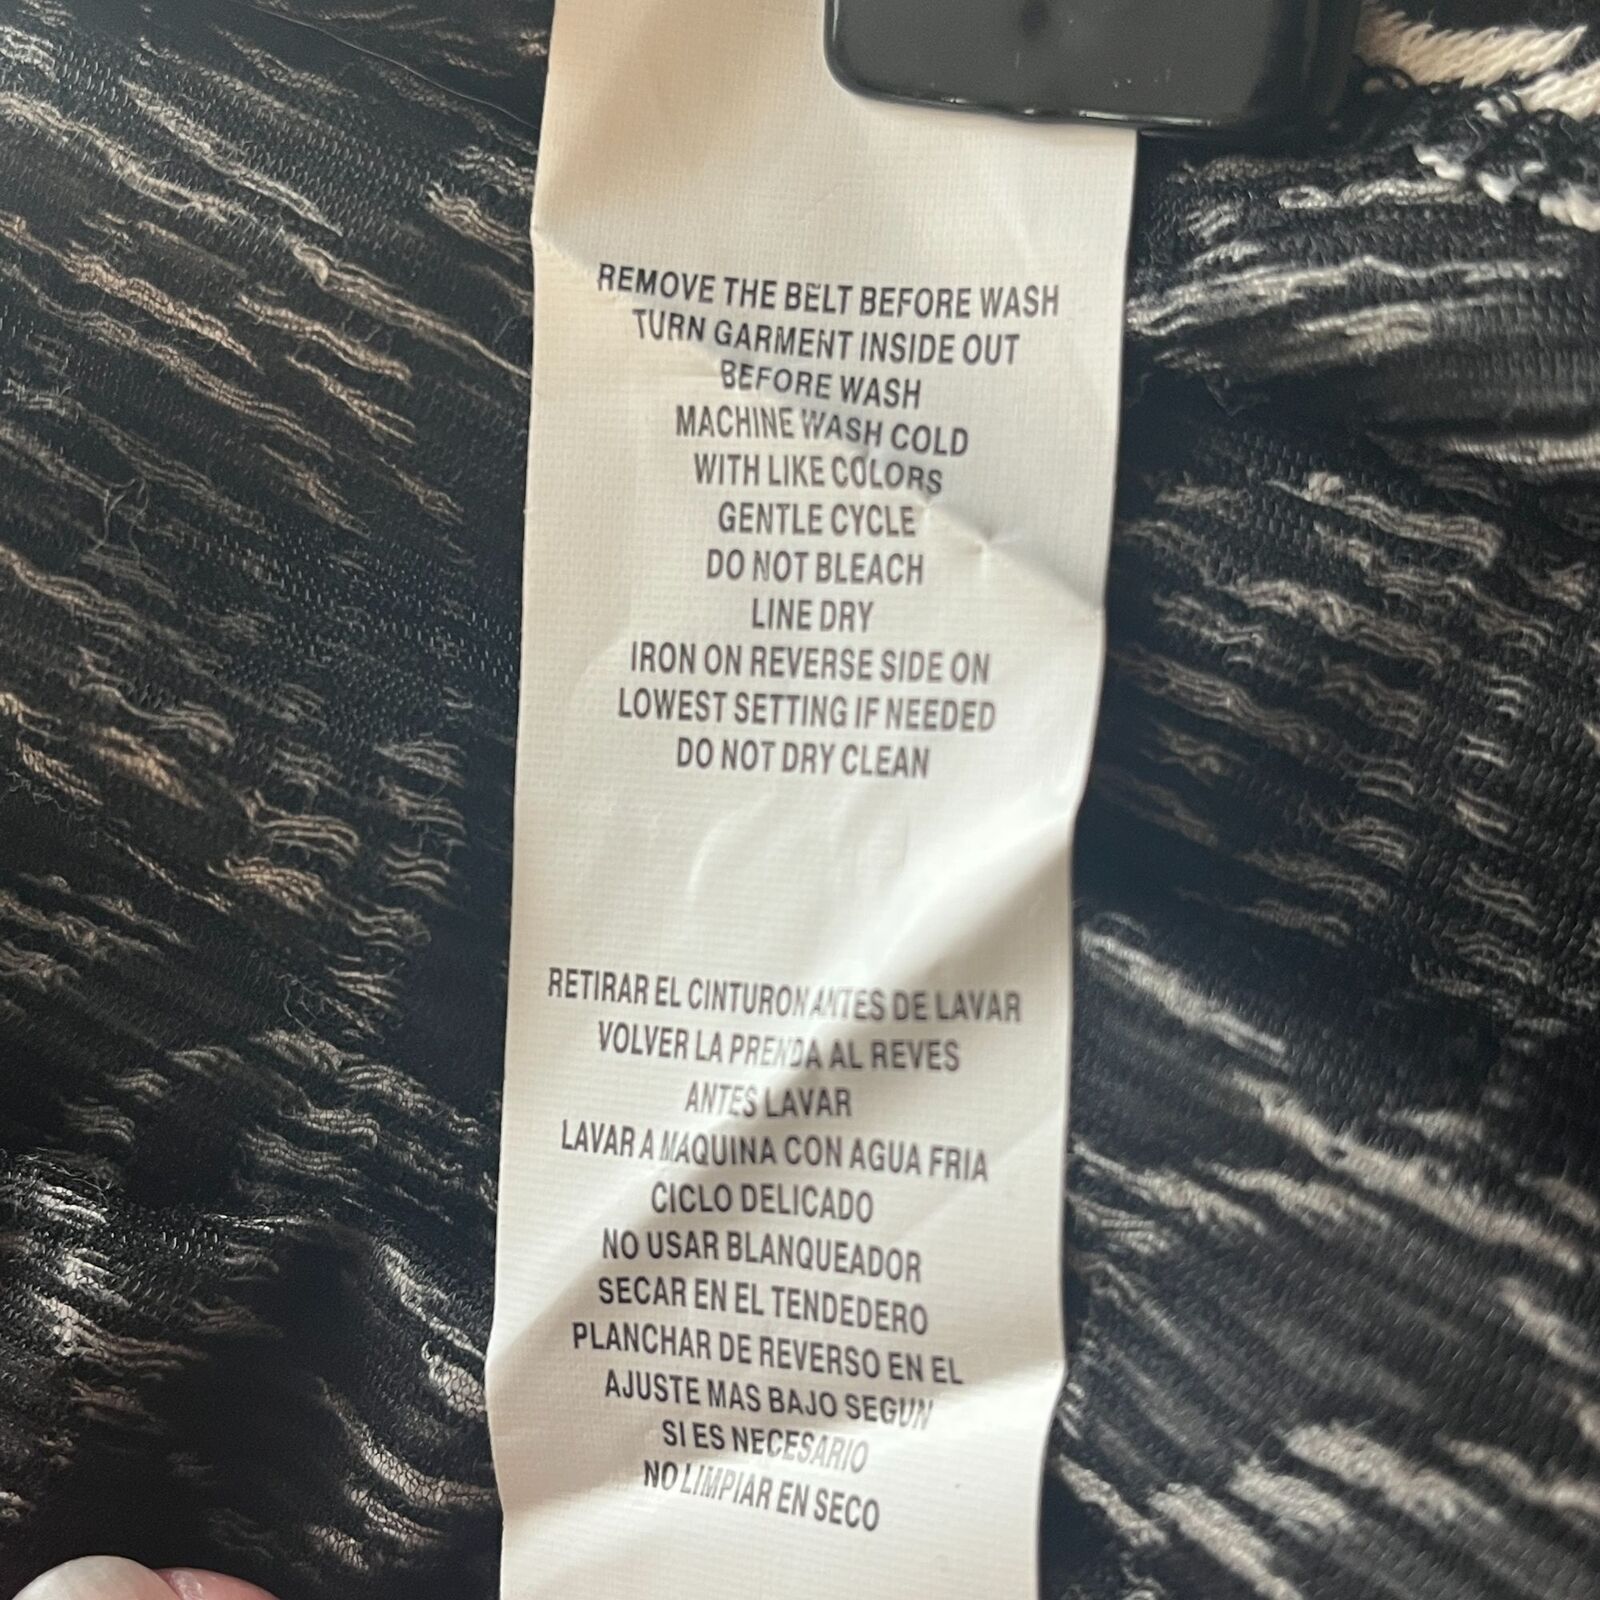 REMOVE THE BELT BEFORE WASH
TURN GARMENT INSIDE OUT
BEFORE WASH
MACHINE WASH COLD
WITH LIKE COLORS
GENTLE CYCLE
DO NOT BLEACH
LINE DRY
IRON ON REVERSE SIDE ON
LOWEST SETTING IF NEEDED
DO NOT DRY CLEAN
RETIRAR EL CINTURON ANTES DE LAVAR
VOLVER LA PRENDA AL REVES
ANTES LAVAR
LAVAR A MAQUINA CON AGUA FRIA
CICLO DELICADO
NO USAR BLANQUEADOR
SECAR EN EL TENDEDERO
PLANCHAR DE REVERSO EN EL
AJUSTE MAS BAJO SEGUN
SI ES NECESARIO
NO LIMPIAR EN SECO